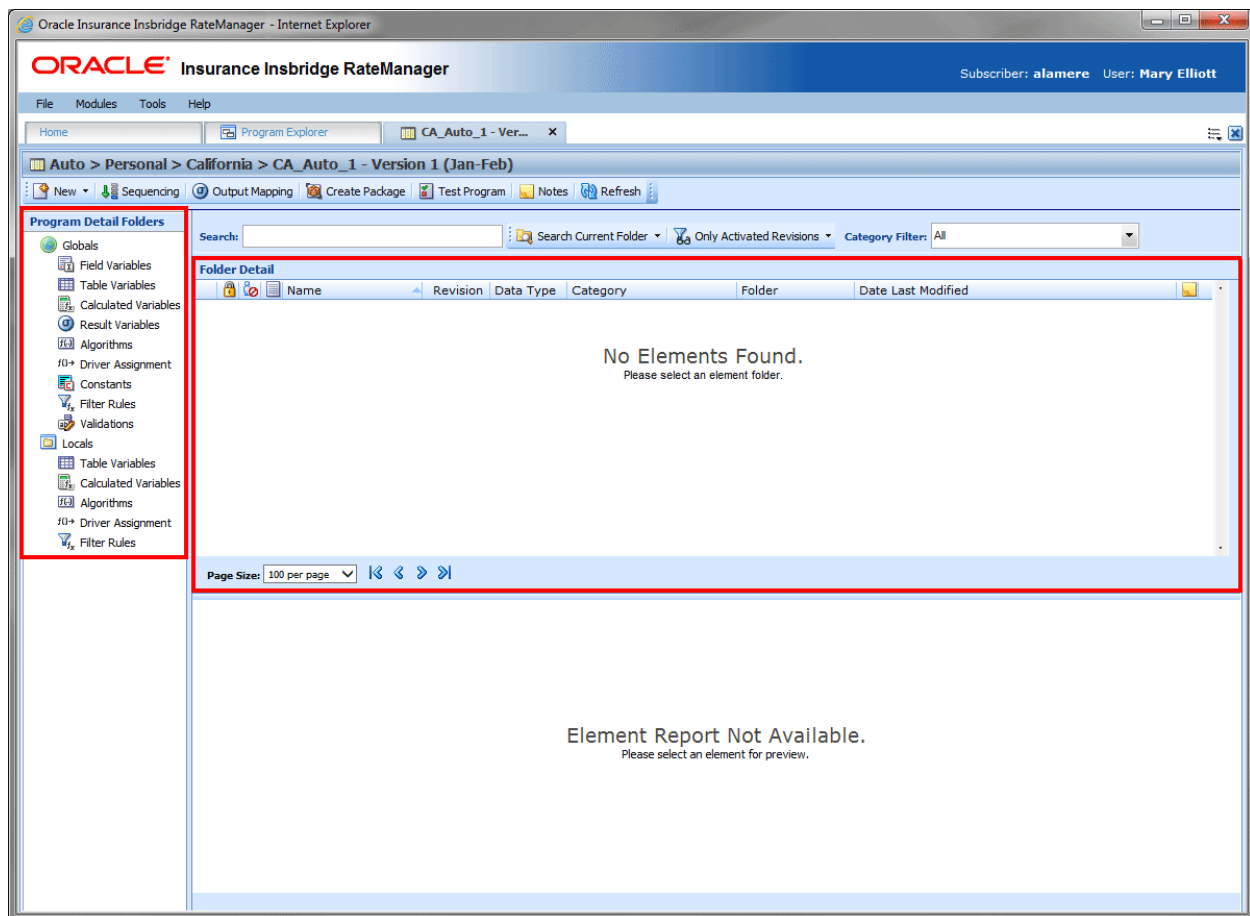 Oracle Insurance Insbridge RateManager - Internet Explorer
ORACLE Insurance Insbridge RateManager
Subscriber: alamere User: Mary Elliott
File Modules Tools Help
Home Program Explorer CA_Auto_1 - Ver... X
Auto > Personal > California > CA_Auto_1 - Version 1 (Jan-Feb)
New Sequencing Output Mapping Create Package Test Program Notes Refresh
Program Detail Folders
Globals
Field Variables
Table Variables
Calculated Variables
Result Variables
Algorithms
Driver Assignment
Constants
Filter Rules
Validations
Locals
Table Variables
Calculated Variables
Algorithms
Driver Assignment
Filter Rules
Search: Search Current Folder Only Activated Revisions Category Filter: All
Folder Detail
Name Revision Data Type Category Folder Date Last Modified
No Elements Found.
Please select an element folder.
Page Size: 100 per page
Element Report Not Available.
Please select an element for preview.